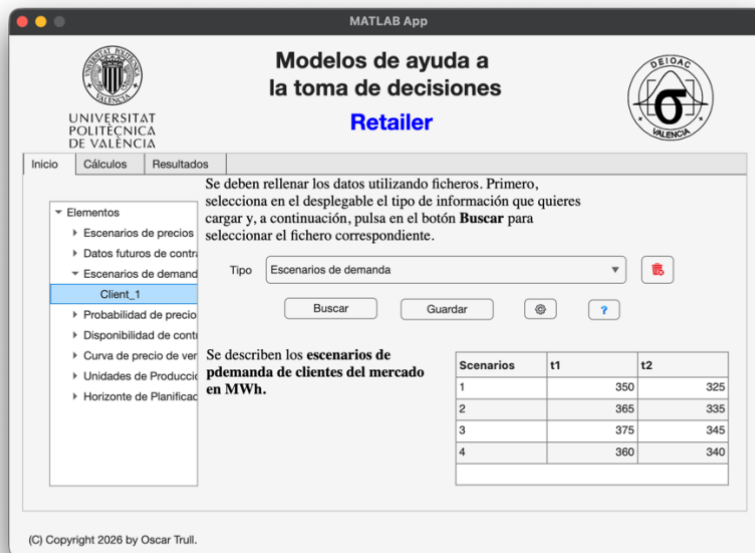 MATLAB App
UNIVERSITAT
POLITÈCNICA
DE VALÈNCIA
Modelos de ayuda a
la toma de decisiones
Retailer
DEIOAC
σ
VALENCIA
Inicio Cálculos Resultados
Elementos
Escenarios de precios
Datos futuros de contra
Escenarios de demand
Client_1
Probabilidad de precio
Disponibilidad de contr
Curva de precio de ver
Unidades de Producció
Horizonte de Planificac
Se deben rellenar los datos utilizando ficheros. Primero,
selecciona en el desplegable el tipo de información que quieres
cargar y, a continuación, pulsa en el botón Buscar para
seleccionar el fichero correspondiente.
Tipo Escenarios de demanda
Buscar Guardar ?
Se describen los escenarios de
pdemanda de clientes del mercado
en MWh.
Scenarios t1 t2
1 350 325
2 365 335
3 375 345
4 360 340
(C) Copyright 2026 by Oscar Trull.